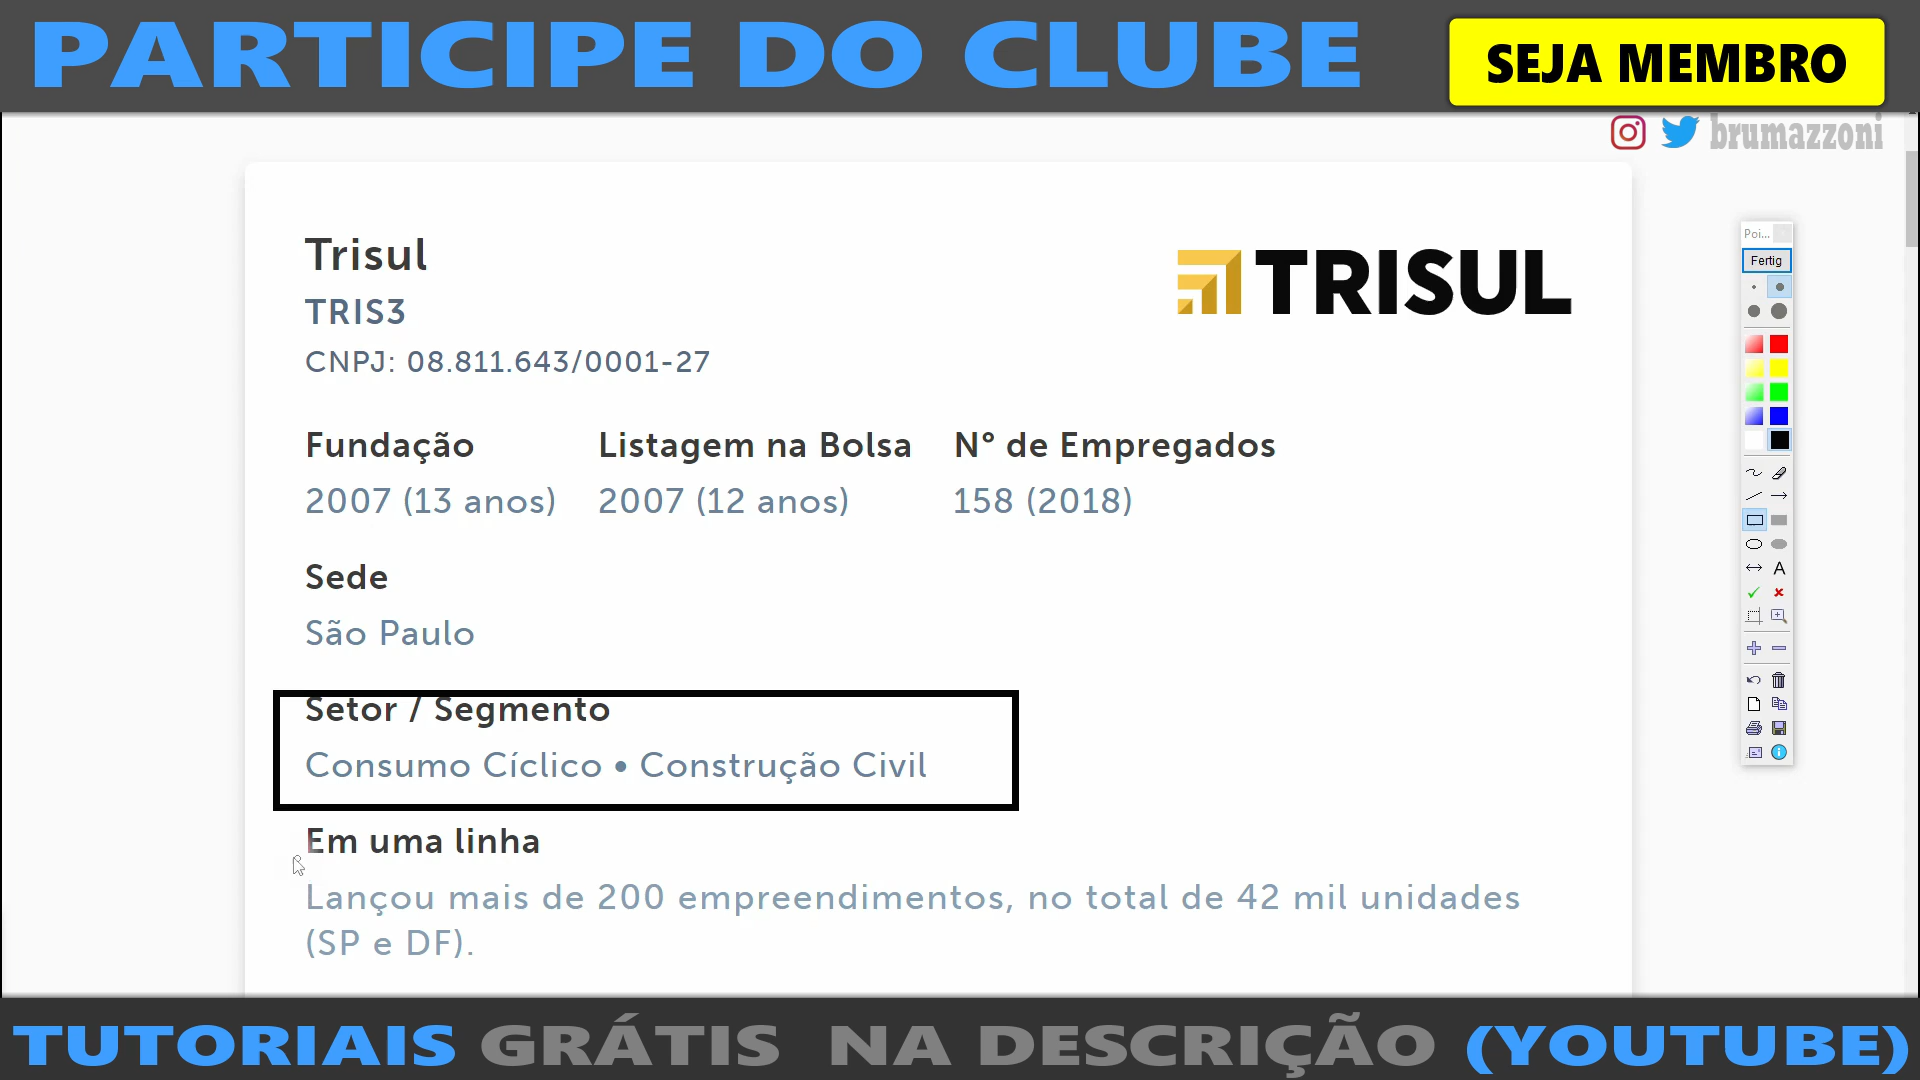 PARTICIPE DO CLUBE
SEJA MEMBRO
brumazzoni
Trisul
TRISUL
TRIS3
CNPJ: 08.811.643/0001-27
Fundação Listagem na Bolsa N° de Empregados
2007 (13 anos) 2007 (12 anos) 158 (2018)
Sede
São Paulo
Setor / Segmento
Consumo Cíclico • Construção Civil
Em uma linha
Lançou mais de 200 empreendimentos, no total de 42 mil unidades
(SP e DF).
Poi...
Fertig
A
TUTORIAIS GRÁTIS NA DESCRIÇÃO (YOUTUBE)